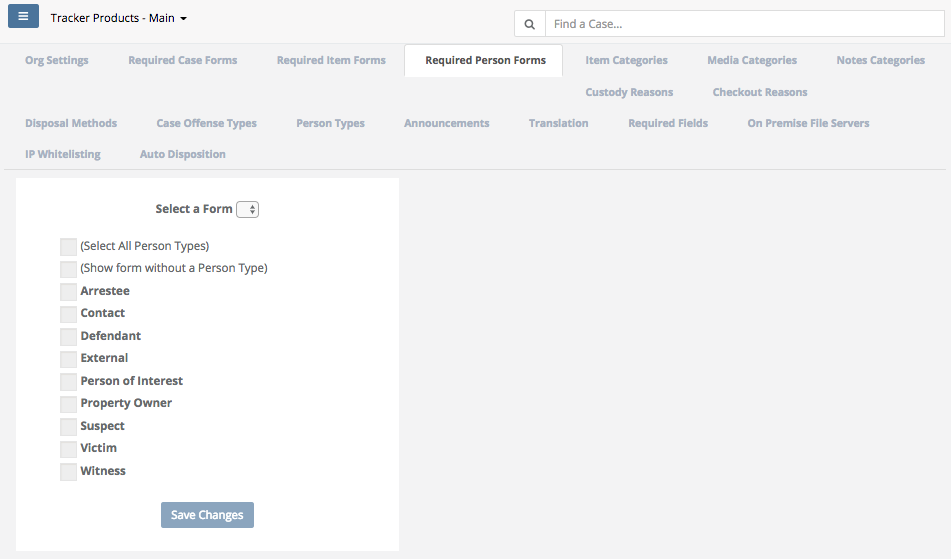 Tracker Products - Main
Find a Case...
Org Settings Required Case Forms Required Item Forms Required Person Forms Item Categories Media Categories Notes Categories
Custody Reasons Checkout Reasons
Disposal Methods Case Offense Types Person Types Announcements Translation Required Fields On Premise File Servers
IP Whitelisting Auto Disposition
Select a Form
(Select All Person Types)
(Show form without a Person Type)
Arrestee
Contact
Defendant
External
Person of Interest
Property Owner
Suspect
Victim
Witness
Save Changes